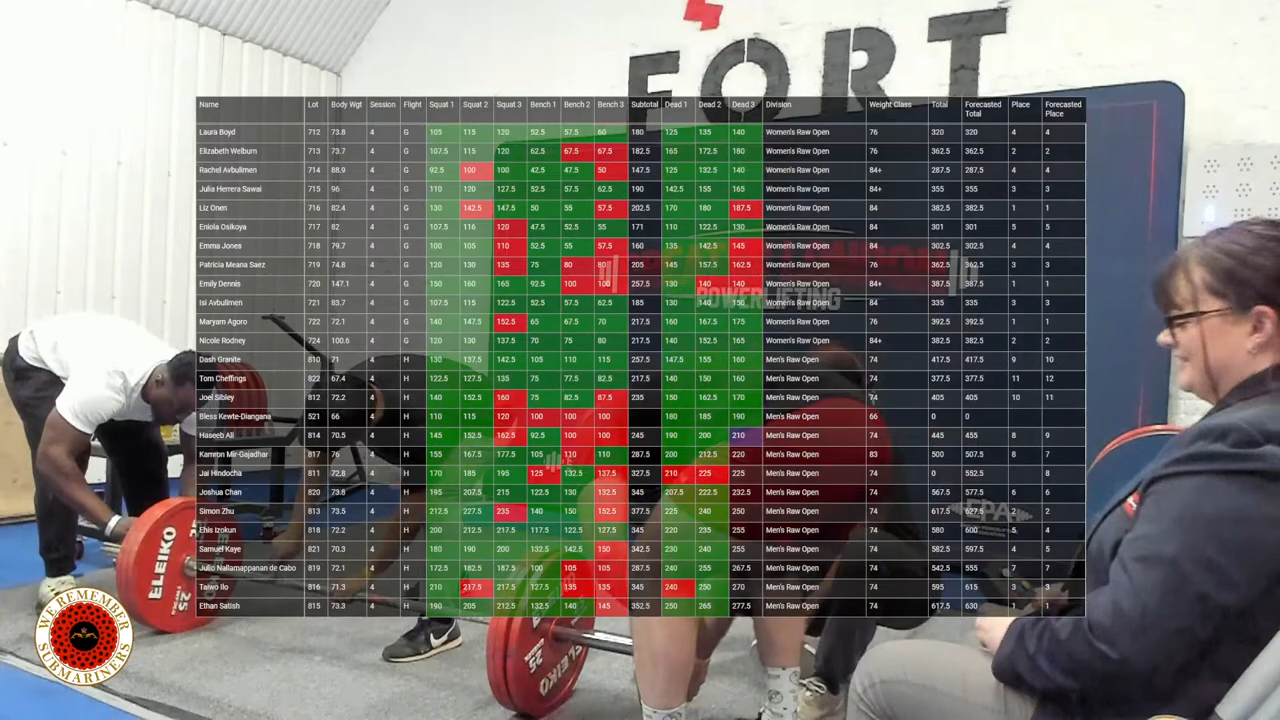 FORT
Name Lot Body Wgt Session Flight Squat 1 Squat 2 Squat 3 Bench 1 Bench 2 Bench 3 Subtotal Dead 1 Dead 2 Dead 3 Division Weight Class Total Forecasted Total Place Forecasted Place
Laura Boyd 712 73.8 4 G 105 115 120 52.5 57.5 60 180 125 135 140 Women's Raw Open 76 320 320 4 4
Elizabeth Welburn 713 73.7 4 G 107.5 115 120 62.5 67.5 67.5 182.5 165 172.5 180 Women's Raw Open 76 362.5 362.5 2 2
Rachel Avbulimen 714 88.9 4 G 92.5 100 100 42.5 47.5 50 147.5 125 132.5 140 Women's Raw Open 84+ 287.5 287.5 4 4
Julia Herrera Sawai 715 96 4 G 110 120 127.5 52.5 57.5 62.5 190 142.5 155 165 Women's Raw Open 84+ 355 355 3 3
Liz Onen 716 82.4 4 G 130 142.5 147.5 50 55 57.5 202.5 170 180 187.5 Women's Raw Open 84 382.5 382.5 1 1
Eniola Osikoya 717 82 4 G 107.5 116 120 47.5 52.5 55 171 110 122.5 130 Women's Raw Open 84 301 301 5 5
Emma Jones 718 79.7 4 G 100 105 110 52.5 55 57.5 160 135 142.5 145 Women's Raw Open 84 302.5 302.5 4 4
Patricia Meana Saez 719 74.8 4 G 120 130 135 75 80 80 205 145 157.5 162.5 Women's Raw Open 76 362.5 362.5 3 3
Emily Dennis 720 147.1 4 G 150 160 165 92.5 100 100 257.5 130 140 140 Women's Raw Open 84+ 387.5 387.5 1 1
Isi Avbulimen 721 83.7 4 G 107.5 115 122.5 52.5 57.5 62.5 185 130 140 150 Women's Raw Open 84 335 335 3 3
Maryam Agoro 722 72.1 4 G 140 147.5 152.5 65 67.5 70 217.5 160 167.5 175 Women's Raw Open 76 392.5 392.5 1 1
Nicole Rodney 724 100.6 4 G 120 130 137.5 70 75 80 217.5 140 152.5 165 Women's Raw Open 84+ 382.5 382.5 2 2
Dash Granite 810 71 4 H 130 137.5 142.5 105 110 115 257.5 147.5 155 160 Men's Raw Open 74 417.5 417.5 9 10
Tom Cheffings 822 67.4 4 H 122.5 127.5 135 75 77.5 82.5 217.5 140 150 160 Men's Raw Open 74 377.5 377.5 11 12
Joel Sibley 812 72.2 4 H 140 152.5 160 75 82.5 87.5 235 150 162.5 170 Men's Raw Open 74 405 405 10 11
Bless Kewte-Diangana 521 66 4 H 110 115 120 100 100 100 180 185 190 Men's Raw Open 66 0 0
Haseeb Ali 814 70.5 4 H 145 152.5 162.5 92.5 100 100 245 190 200 210 Men's Raw Open 74 445 455 8 9
Kamron Mir-Gajadhar 817 76 4 H 155 167.5 177.5 105 110 110 287.5 200 212.5 220 Men's Raw Open 83 500 507.5 8 7
Jai Hindocha 811 72.8 4 H 170 185 195 125 132.5 137.5 327.5 210 225 225 Men's Raw Open 74 0 552.5 8
Joshua Chan 820 73.8 4 H 195 207.5 215 122.5 130 132.5 345 207.5 222.5 232.5 Men's Raw Open 74 567.5 577.5 6 6
Simon Zhu 813 73.5 4 H 212.5 227.5 235 140 150 152.5 377.5 225 240 250 Men's Raw Open 74 617.5 627.5 2 2
Ehis Izokun 818 72.2 4 H 200 212.5 217.5 117.5 122.5 127.5 345 220 235 255 Men's Raw Open 74 580 600 5 4
Samuel Kaye 821 70.3 4 H 180 190 200 132.5 142.5 150 342.5 230 240 255 Men's Raw Open 74 582.5 597.5 4 5
Julio Nallamappanan de Cabo 819 72.1 4 H 172.5 182.5 187.5 100 105 105 287.5 240 255 267.5 Men's Raw Open 74 542.5 555 7 7
Taiwo Ilo 816 71.3 4 H 210 217.5 217.5 127.5 135 135 345 240 250 270 Men's Raw Open 74 595 615 3 3
Ethan Satish 815 73.3 4 H 190 205 212.5 132.5 140 145 352.5 250 265 277.5 Men's Raw Open 74 617.5 630 1 1
POWERLIFTING
EPA
ELEIKO
25
ELEIKO
25
WE REMEMBER
SUBMARINERS